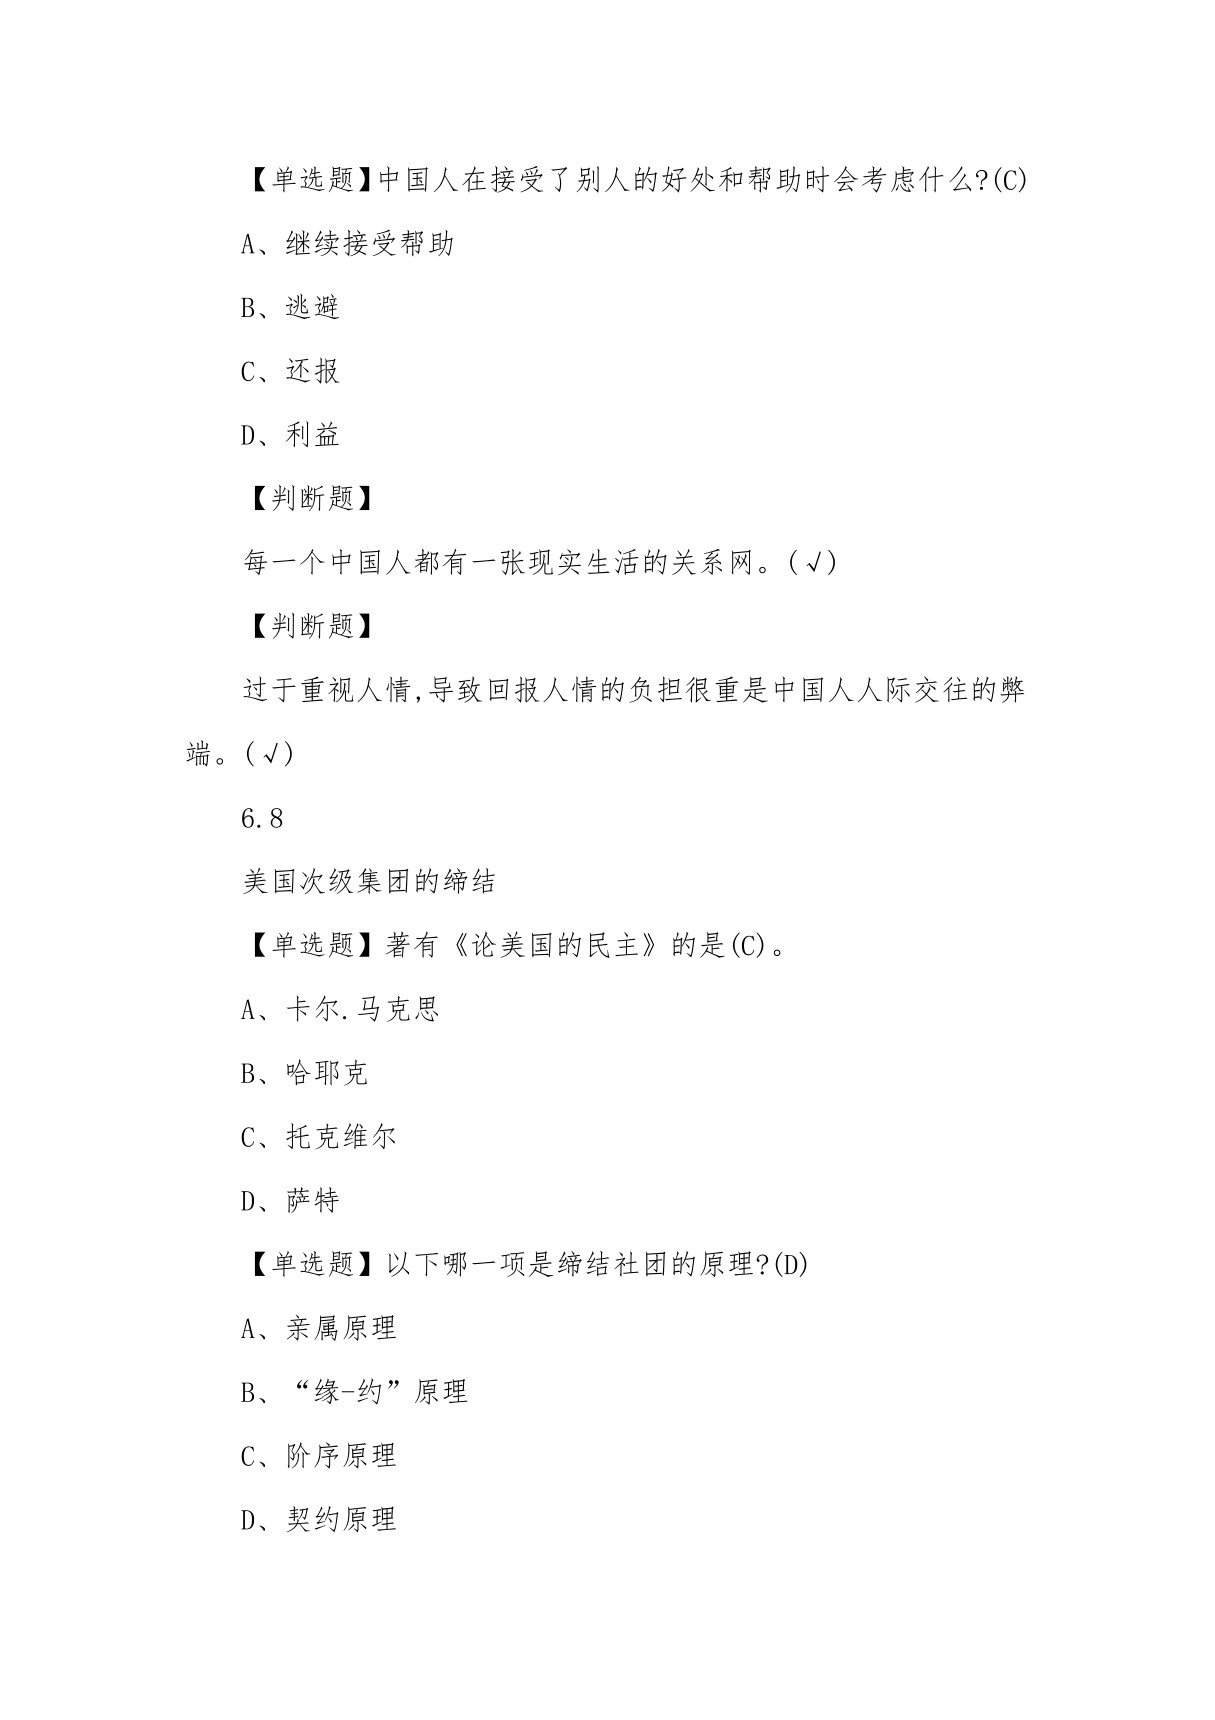 【单选题】中国人在接受了别人的好处和帮助时会考虑什么?(C)
A、继续接受帮助
B、逃避
C、还报
D、利益
【判断题】
每一个中国人都有一张现实生活的关系网。(√)
【判断题】
过于重视人情,导致回报人情的负担很重是中国人人际交往的弊
端。(√)
6.8
美国次级集团的缔结
【单选题】著有《论美国的民主》的是(C)。
A、卡尔.马克思
B、哈耶克
C、托克维尔
D、萨特
【单选题】以下哪一项是缔结社团的原理?(D)
A、亲属原理
B、“缘-约”原理
C、阶序原理
D、契约原理